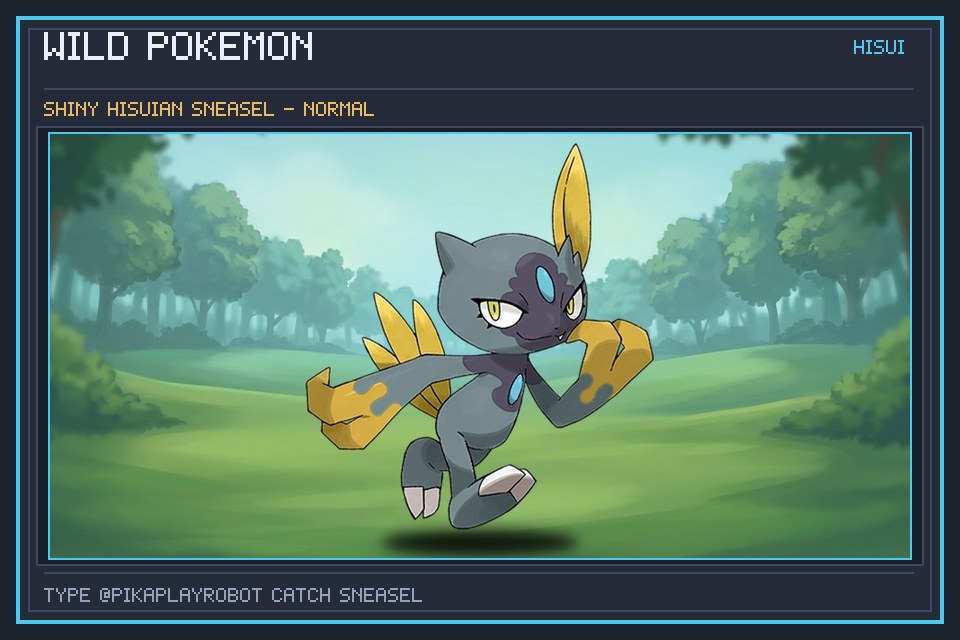 WILD POKEMON
HISUI
SHINY HISUIAN SNEASEL - NORMAL
TYPE @PIKAPLAYROBOT CATCH SNEASEL